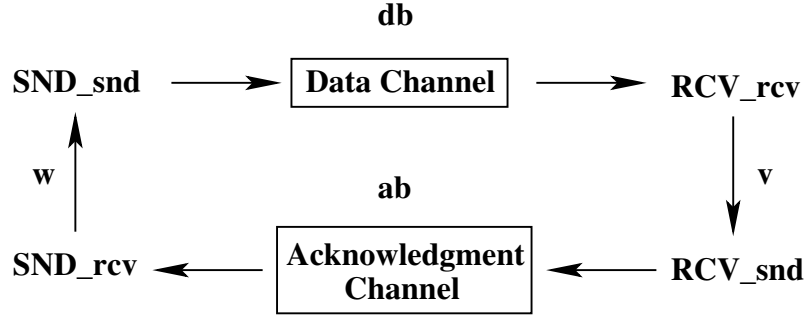 db
SND_snd
Data Channel
RCV_rcv
w
ab
v
SND_rcv
Acknowledgment
Channel
RCV_snd